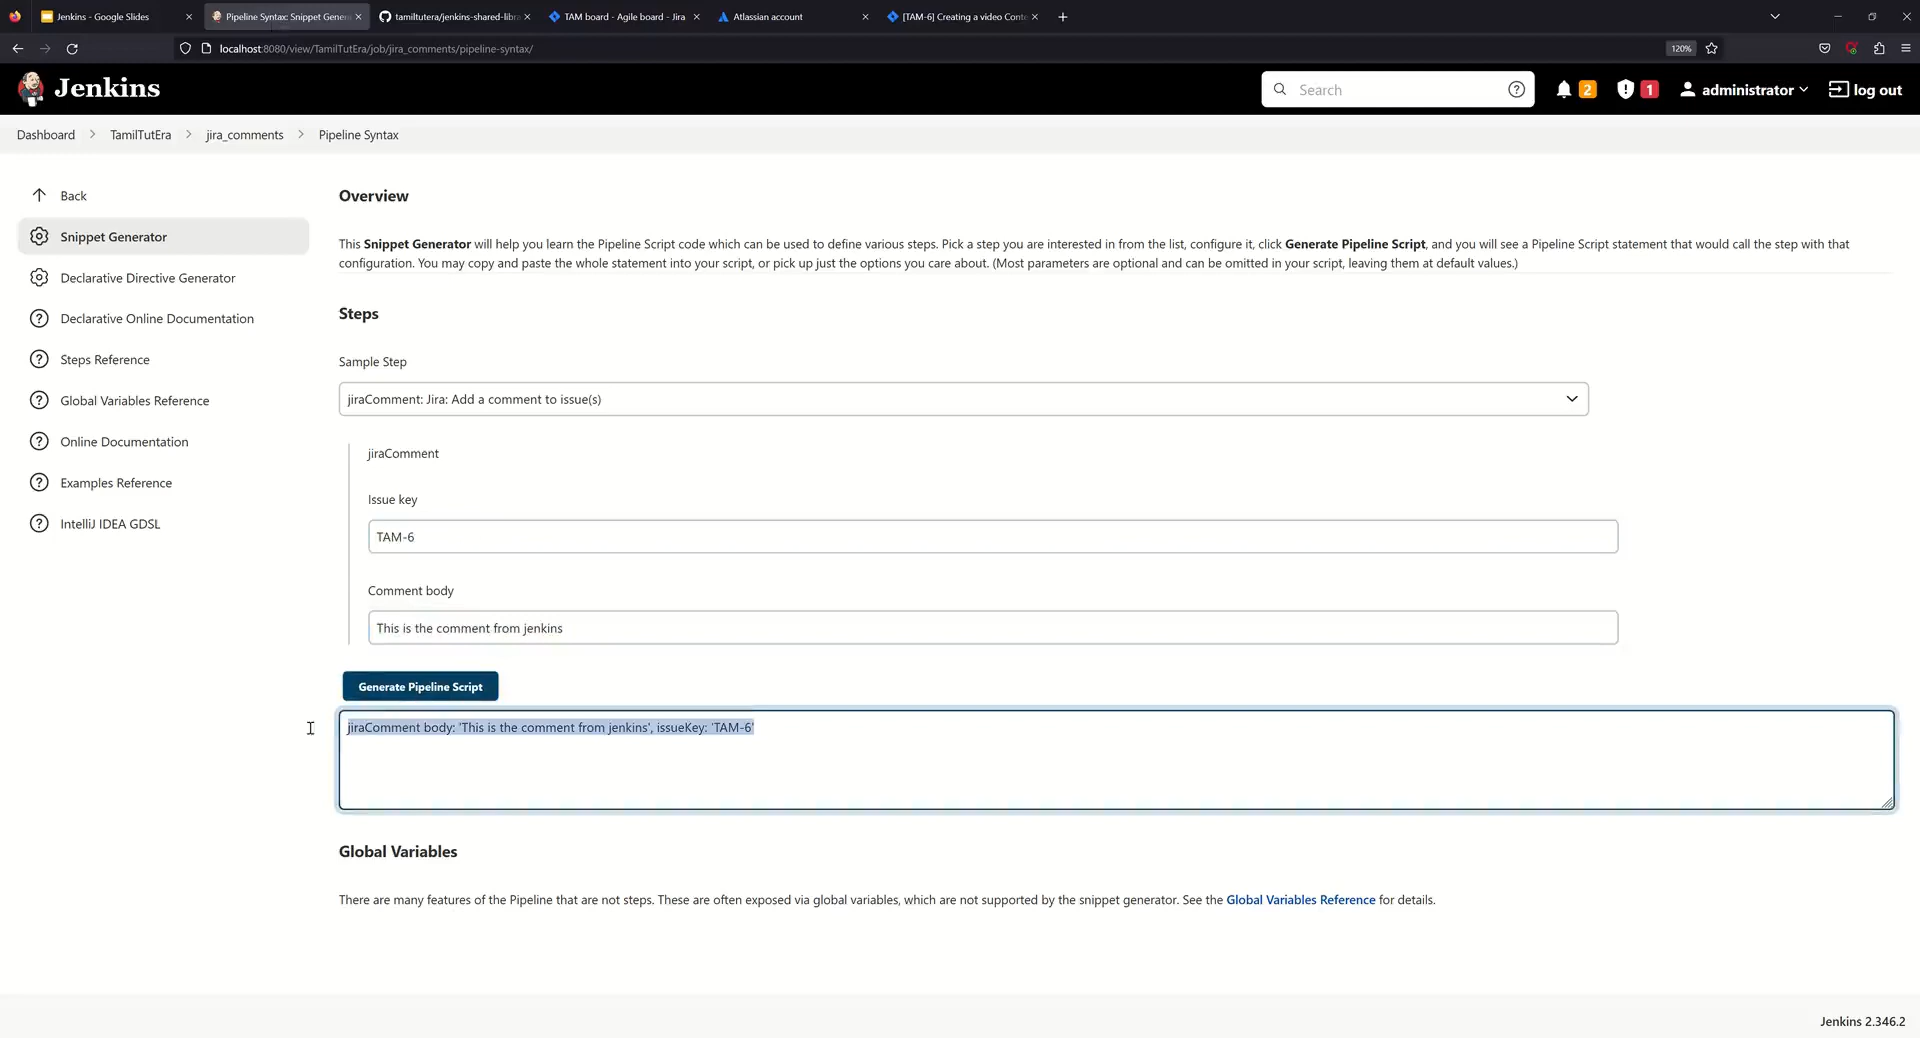 Jenkins - Google Slides
Pipeline Syntax: Snippet Genera
tamiltutera/jenkins-shared-libra
TAM board - Agile board - Jira
Atlassian account
[TAM-6] Creating a video Conte
localhost:8080/view/TamilTutEra/job/jira_comments/pipeline-syntax/
120%
Jenkins
Search
2
1
administrator
log out
Dashboard
TamilTutEra
jira_comments
Pipeline Syntax
Back
Snippet Generator
Declarative Directive Generator
Declarative Online Documentation
Steps Reference
Global Variables Reference
Online Documentation
Examples Reference
IntelliJ IDEA GDSL
Overview
This Snippet Generator will help you learn the Pipeline Script code which can be used to define various steps. Pick a step you are interested in from the list, configure it, click Generate Pipeline Script, and you will see a Pipeline Script statement that would call the step with that
configuration. You may copy and paste the whole statement into your script, or pick up just the options you care about. (Most parameters are optional and can be omitted in your script, leaving them at default values.)
Steps
Sample Step
jiraComment: Jira: Add a comment to issue(s)
jiraComment
Issue key
TAM-6
Comment body
This is the comment from jenkins
Generate Pipeline Script
jiraComment body: 'This is the comment from jenkins', issueKey: 'TAM-6'
Global Variables
There are many features of the Pipeline that are not steps. These are often exposed via global variables, which are not supported by the snippet generator. See the Global Variables Reference for details.
Jenkins 2.346.2